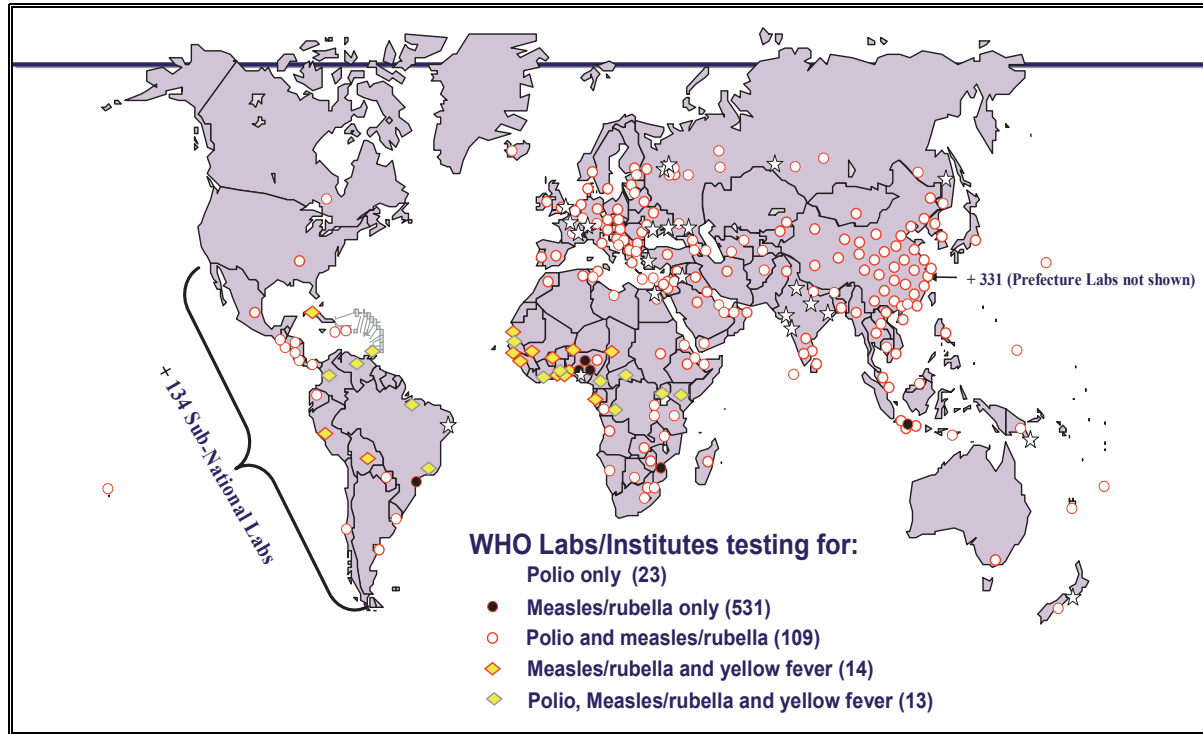 + 331 (Prefecture Labs not shown)
+ 134 Sub-National Labs
WHO Labs/Institutes testing for:
Polio only (23)
Measles/rubella only (531)
Polio and measles/rubella (109)
Measles/rubella and yellow fever (14)
Polio, Measles/rubella and yellow fever (13)